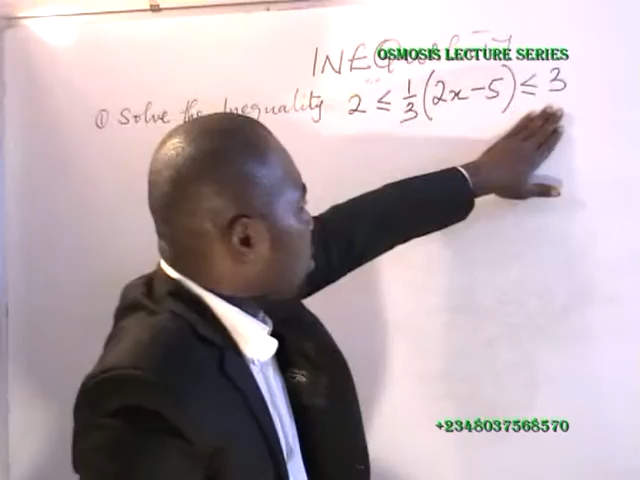 INEQUALITY
OSMOSIS LECTURE SERIES
① Solve the Inequality 2 ≤ 1/3 (2x - 5) ≤ 3
+2348037568570